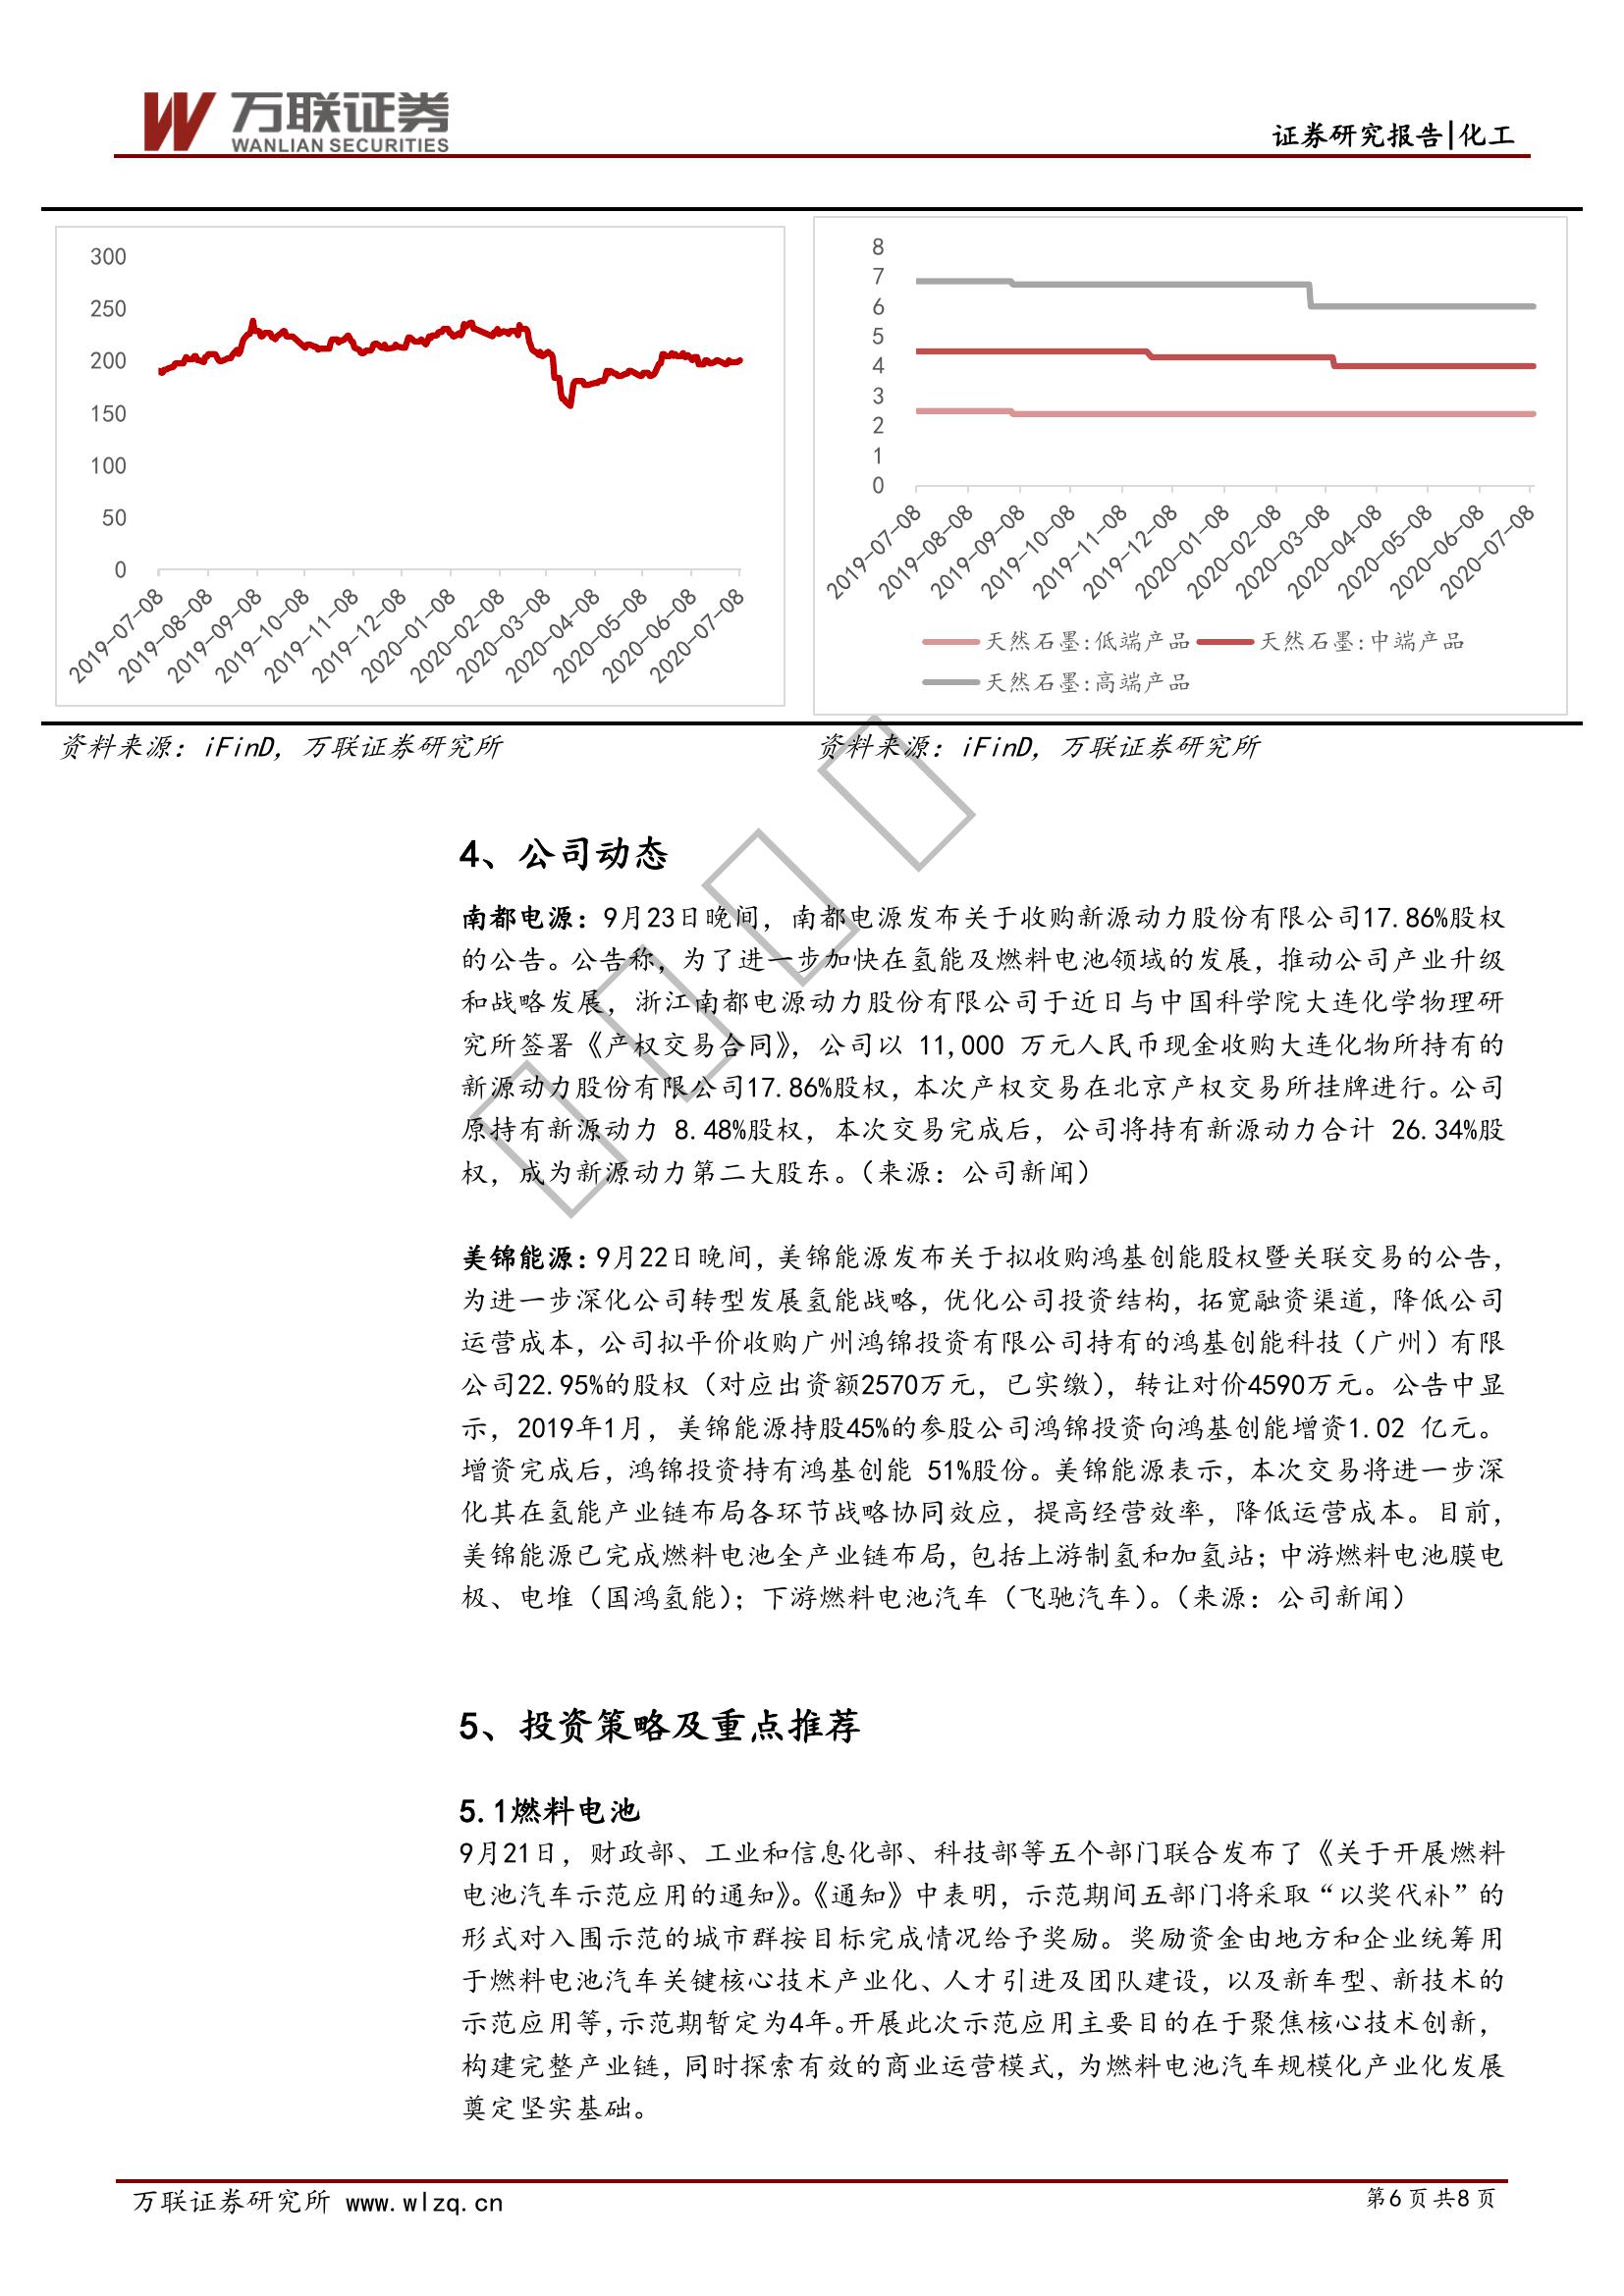 万联证券
WANLIAN SECURITIES
证券研究报告|化工
300
250
200
150
100
50
0
2019-07-08
2019-08-08
2019-09-08
2019-10-08
2019-11-08
2019-12-08
2020-01-08
2020-02-08
2020-03-08
2020-04-08
2020-05-08
2020-06-08
2020-07-08
8
7
6
5
4
3
2
1
0
2019-07-08
2019-08-08
2019-09-08
2019-10-08
2019-11-08
2019-12-08
2020-01-08
2020-02-08
2020-03-08
2020-04-08
2020-05-08
2020-06-08
2020-07-08
天然石墨:低端产品 天然石墨:中端产品
天然石墨:高端产品
资料来源：iFinD，万联证券研究所
资料来源：iFinD，万联证券研究所
4、公司动态
南都电源：9月23日晚间，南都电源发布关于收购新源动力股份有限公司17.86%股权
的公告。公告称，为了进一步加快在氢能及燃料电池领域的发展，推动公司产业升级
和战略发展，浙江南都电源动力股份有限公司于近日与中国科学院大连化学物理研
究所签署《产权交易合同》，公司以 11,000 万元人民币现金收购大连化物所持有的
新源动力股份有限公司17.86%股权，本次产权交易在北京产权交易所挂牌进行。公司
原持有新源动力 8.48%股权，本次交易完成后，公司将持有新源动力合计 26.34%股
权，成为新源动力第二大股东。（来源：公司新闻）
美锦能源：9月22日晚间，美锦能源发布关于拟收购鸿基创能股权暨关联交易的公告，
为进一步深化公司转型发展氢能战略，优化公司投资结构，拓宽融资渠道，降低公司
运营成本，公司拟平价收购广州鸿锦投资有限公司持有的鸿基创能科技（广州）有限
公司22.95%的股权（对应出资额2570万元，已实缴），转让对价4590万元。公告中显
示，2019年1月，美锦能源持股45%的参股公司鸿锦投资向鸿基创能增资1.02 亿元。
增资完成后，鸿锦投资持有鸿基创能 51%股份。美锦能源表示，本次交易将进一步深
化其在氢能产业链布局各环节战略协同效应，提高经营效率，降低运营成本。目前，
美锦能源已完成燃料电池全产业链布局，包括上游制氢和加氢站；中游燃料电池膜电
极、电堆（国鸿氢能）；下游燃料电池汽车（飞驰汽车）。（来源：公司新闻）
5、投资策略及重点推荐
5.1燃料电池
9月21日，财政部、工业和信息化部、科技部等五个部门联合发布了《关于开展燃料
电池汽车示范应用的通知》。《通知》中表明，示范期间五部门将采取“以奖代补”的
形式对入围示范的城市群按目标完成情况给予奖励。奖励资金由地方和企业统筹用
于燃料电池汽车关键核心技术产业化、人才引进及团队建设，以及新车型、新技术的
示范应用等，示范期暂定为4年。开展此次示范应用主要目的在于聚焦核心技术创新，
构建完整产业链，同时探索有效的商业运营模式，为燃料电池汽车规模化产业化发展
奠定坚实基础。
万联证券研究所 www.wlzq.cn
第6页共8页